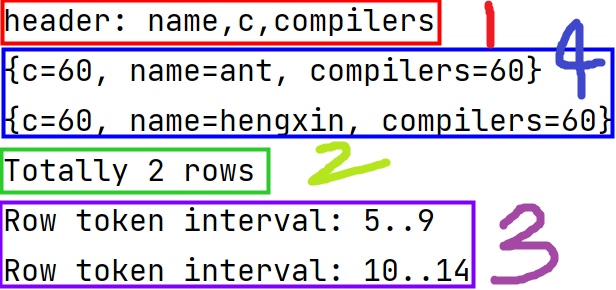 header: name,c,compilers 1
{c=60, name=ant, compilers=60} 4
{c=60, name=hengxin, compilers=60}
Totally 2 rows 2
Row token interval: 5..9
Row token interval: 10..14 3